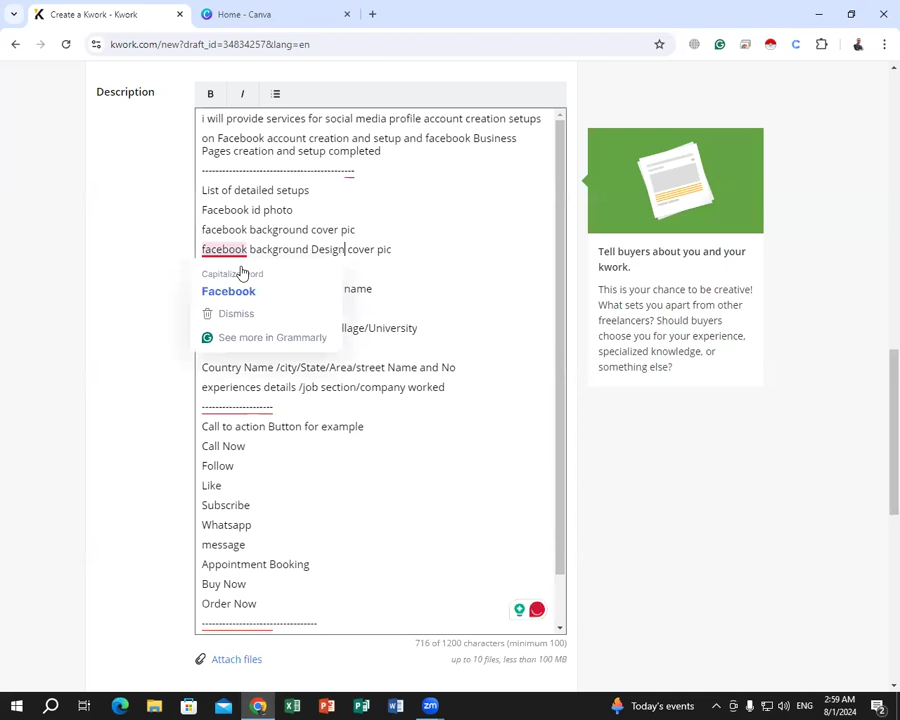 Create a Kwork - Kwork
Home - Canva
kwork.com/new?draft_id=34834257&lang=en
Description
B I
i will provide services for social media profile account creation setups
on Facebook account creation and setup and facebook Business
Pages creation and setup completed
--------------------------------------------
List of detailed setups
Facebook id photo
facebook background cover pic
facebook background Design cover pic
Facebook
Dismiss
See more in Grammarly
name
llage/University
Country Name /city/State/Area/street Name and No
experiences details /job section/company worked
--------------------
Call to action Button for example
Call Now
Follow
Like
Subscribe
Whatsapp
message
Appointment Booking
Buy Now
Order Now
---------------------------------
716 of 1200 characters (minimum 100)
Attach files
up to 10 files, less than 100 MB
Tell buyers about you and your
kwork.
This is your chance to be creative!
What sets you apart from other
freelancers? Should buyers
choose you for your experience,
specialized knowledge, or
something else?
Today's events
ENG
2:59 AM
8/1/2024
2